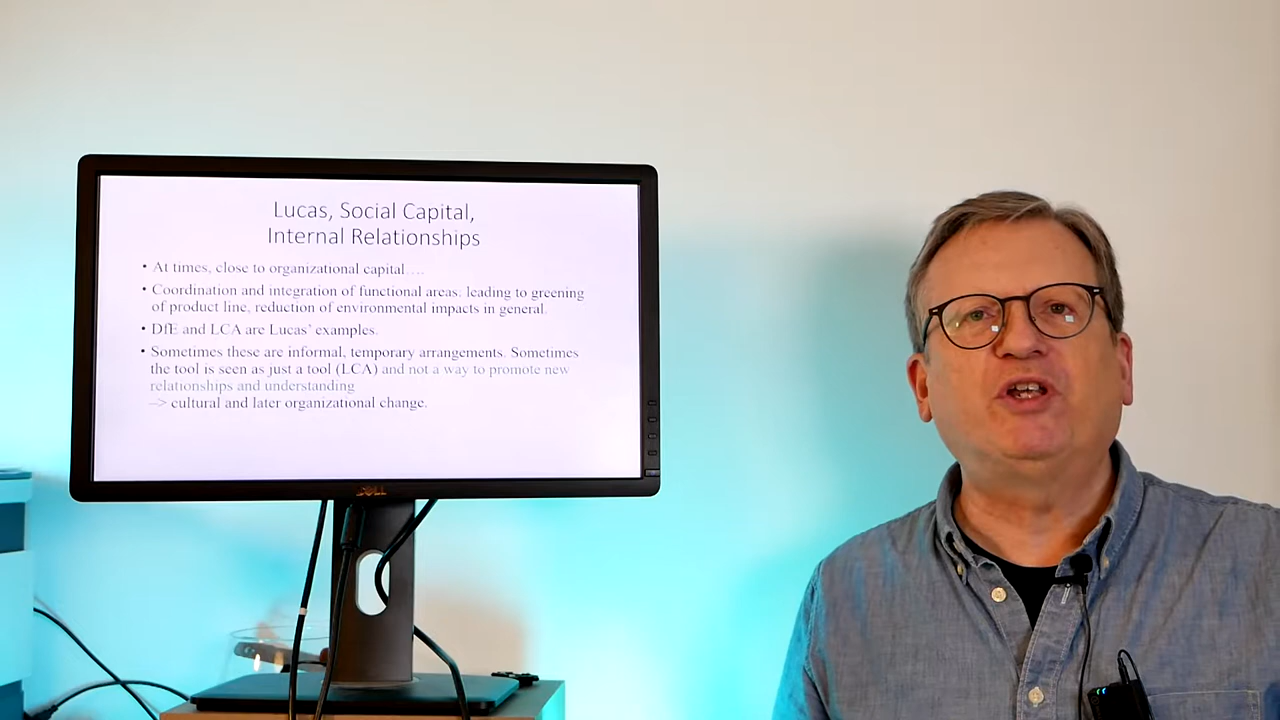 Lucas, Social Capital,
Internal Relationships
• At times, close to organizational capital….
• Coordination and integration of functional areas: leading to greening
of product line, reduction of environmental impacts in general.
• DfE and LCA are Lucas’ examples.
• Sometimes these are informal, temporary arrangements. Sometimes
the tool is seen as just a tool (LCA) and not a way to promote new
relationships and understanding
–> cultural and later organizational change.
DELL